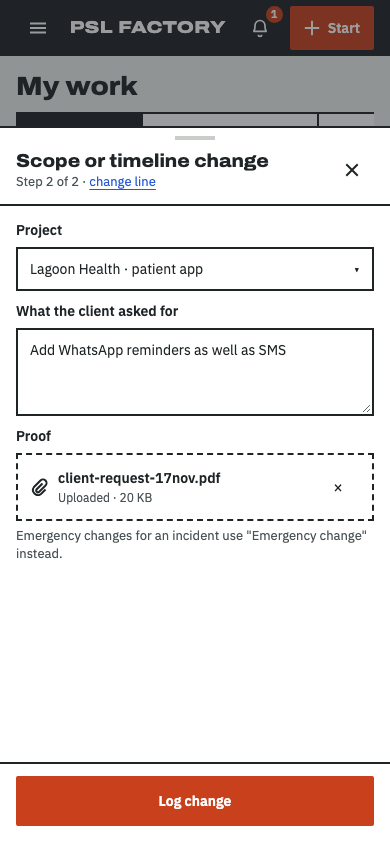 PSL FACTORY
1
Start
My work
Scope or timeline change
Step 2 of 2 · change line
Project
Lagoon Health · patient app
What the client asked for
Add WhatsApp reminders as well as SMS
Proof
client-request-17nov.pdf
Uploaded · 20 KB
Emergency changes for an incident use "Emergency change"
instead.
Log change